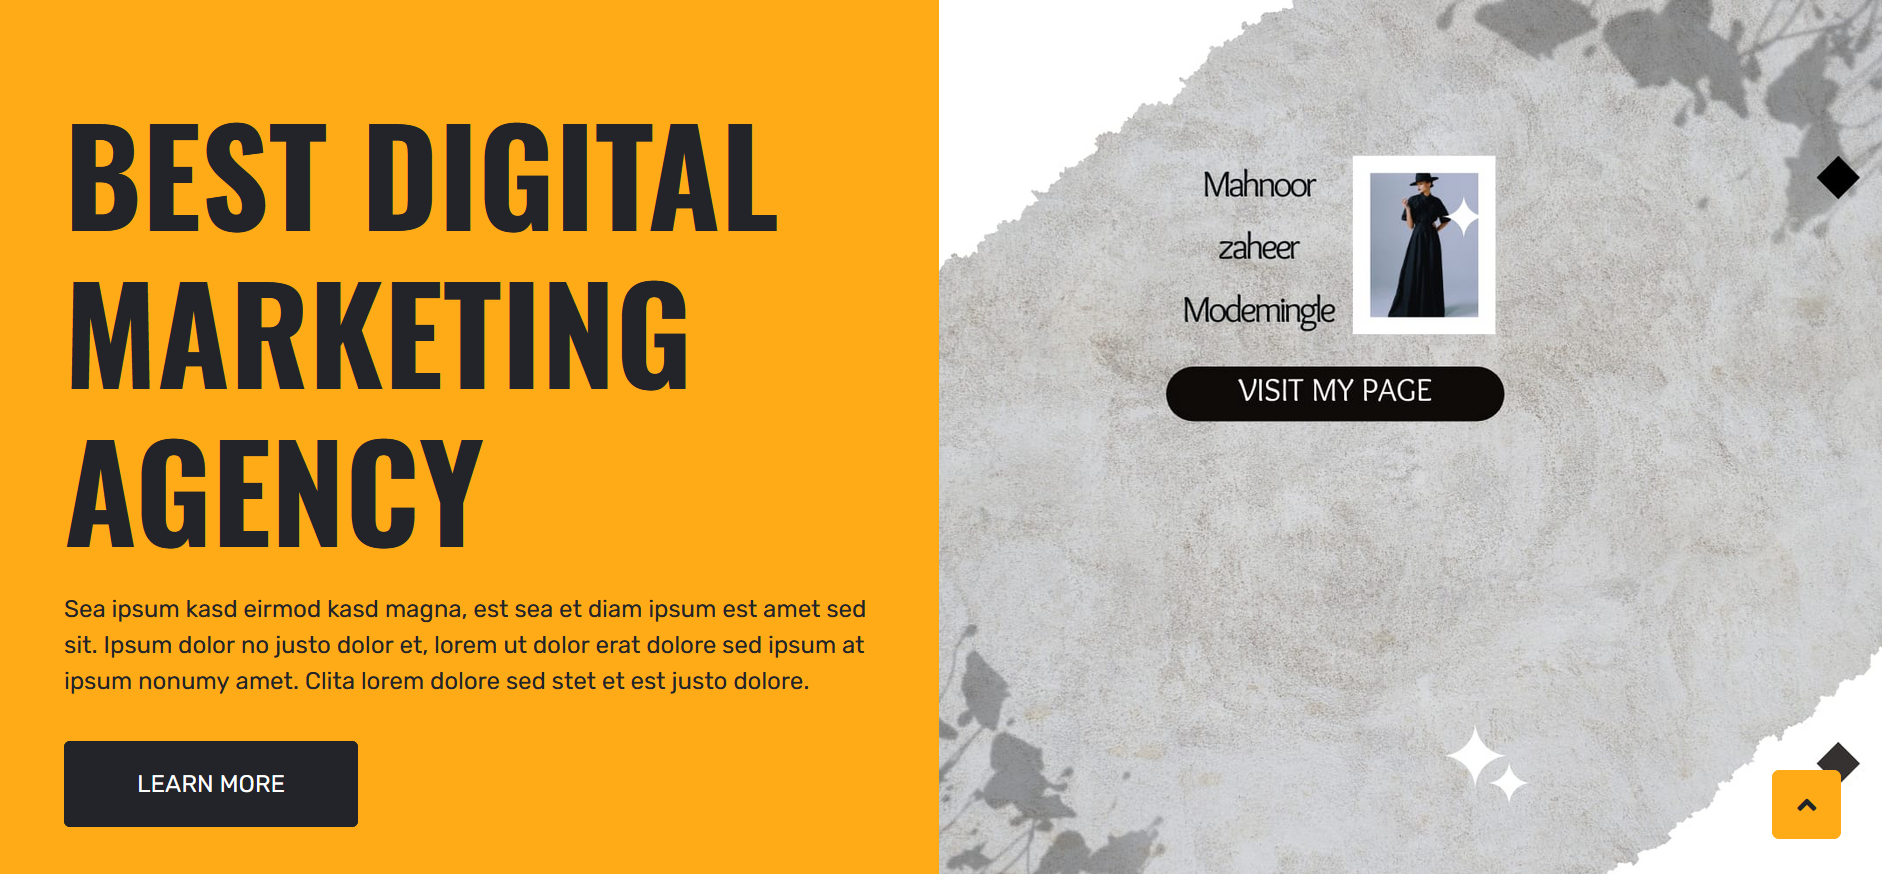 BEST DIGITAL
MARKETING
AGENCY
Sea ipsum kasd eirmod kasd magna, est sea et diam ipsum est amet sed
sit. Ipsum dolor no justo dolor et, lorem ut dolor erat dolore sed ipsum at
ipsum nonumy amet. Clita lorem dolore sed stet et est justo dolore.
LEARN MORE
Mahnoor
zaheer
Modemingle
VISIT MY PAGE